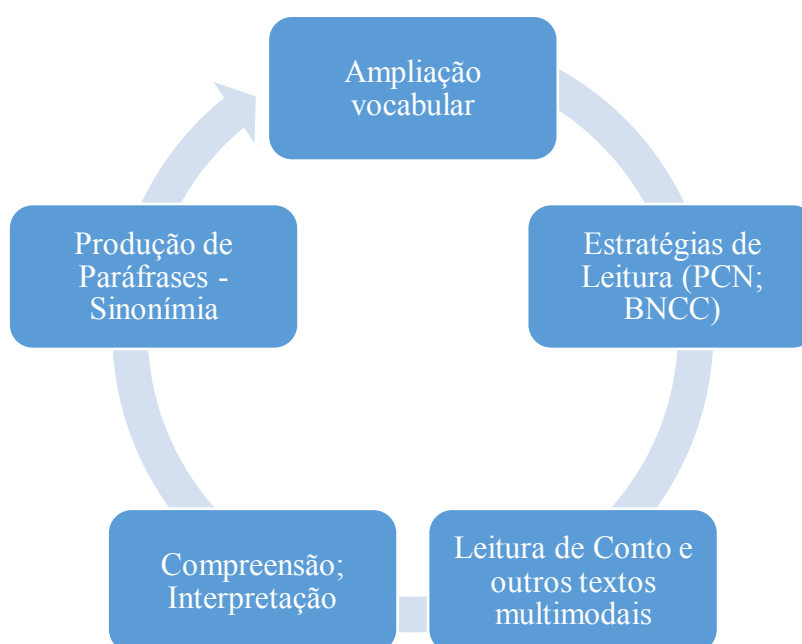 Ampliação
vocabular
Estratégias de
Leitura (PCN;
BNCC)
Leitura de Conto e
outros textos
multimodais
Compreensão;
Interpretação
Produção de
Paráfrases -
Sinonímia